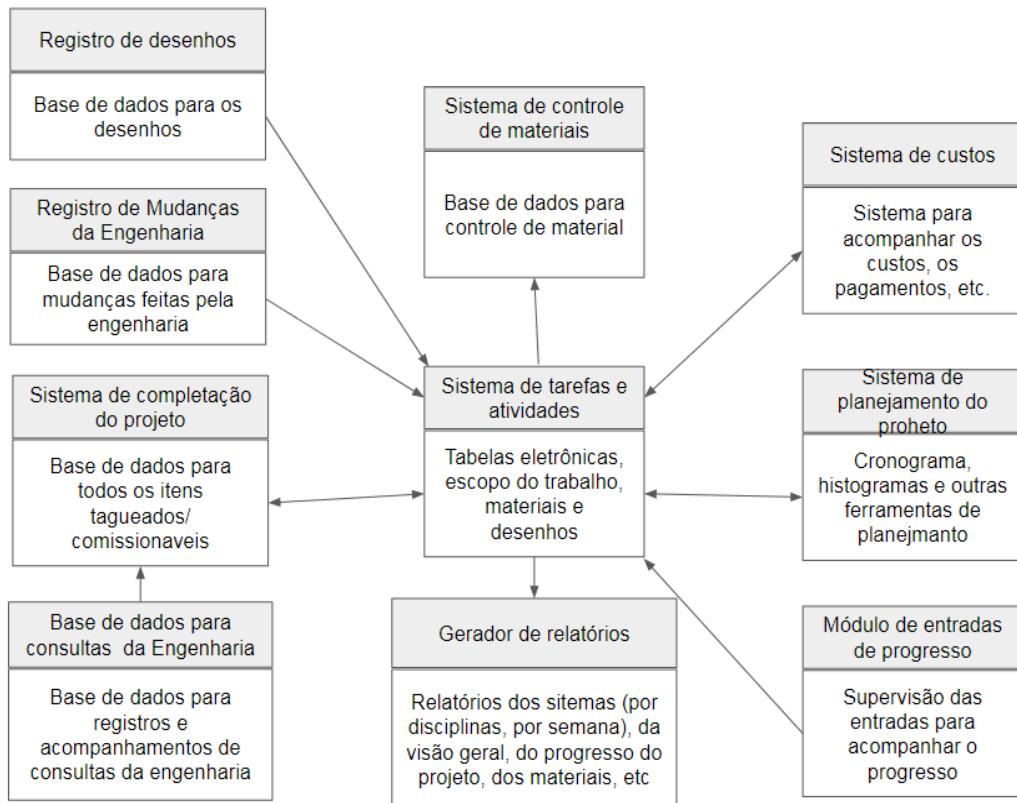 Registro de desenhos
Base de dados para os
desenhos
Registro de Mudanças
da Engenharia
Base de dados para
mudanças feitas pela
engenharia
Sistema de completação
do projeto
Base de dados para
todos os itens
tagueados/
comissionaveis
Base de dados para
consultas da Engenharia
Base de dados para
registros e
acompanhamentos de
consultas da engenharia
Sistema de controle
de materiais
Base de dados para
controle de material
Sistema de tarefas e
atividades
Tabelas eletrônicas,
escopo do trabalho,
materiais e
desenhos
Gerador de relatórios
Relatórios dos sitemas (por
disciplinas, por semana), da
visão geral, do progresso do
projeto, dos materiais, etc
Sistema de custos
Sistema para
acompanhar os
custos, os
pagamentos, etc.
Sistema de
planejamento do
proheto
Cronograma,
histogramas e outras
ferramentas de
planejmanto
Módulo de entradas
de progresso
Supervisão das
entradas para
acompanhar o
progresso